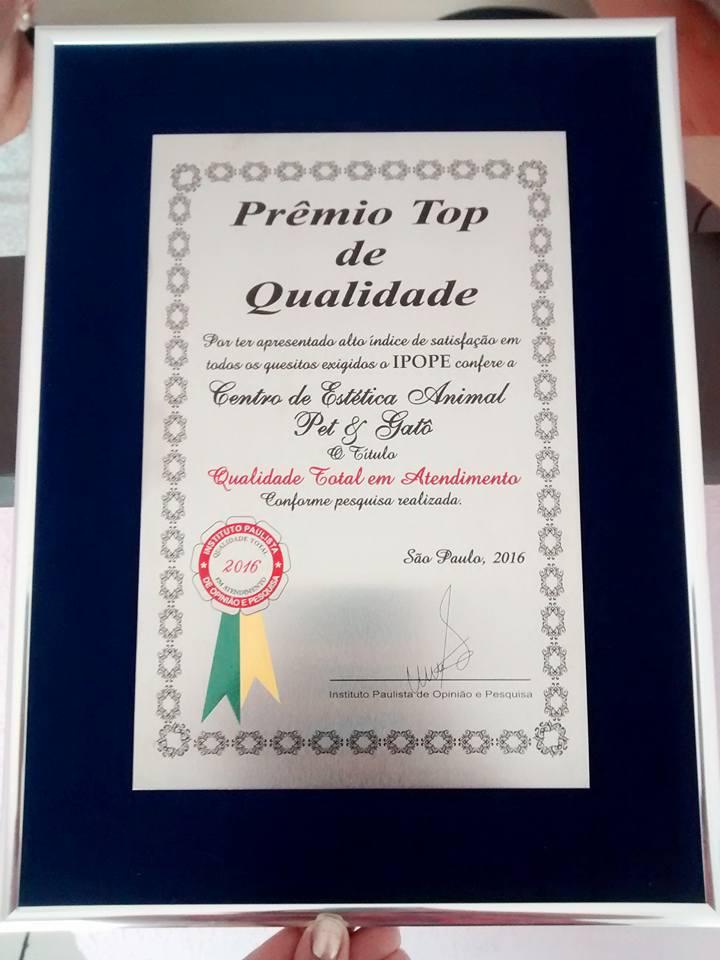 Prêmio Top
de
Qualidade
Por ter apresentado alto índice de satisfação em
todos os quesitos exigidos o IPOPE confere a
Centro de Estética Animal
Pet & Gatô
O Título
Qualidade Total em Atendimento
Conforme pesquisa realizada.
INSTITUTO PAULISTA
QUALIDADE TOTAL
2016
EM ATENDIMENTO
DE OPINIÃO E PESQUISA
São Paulo, 2016
Instituto Paulista de Opinião e Pesquisa